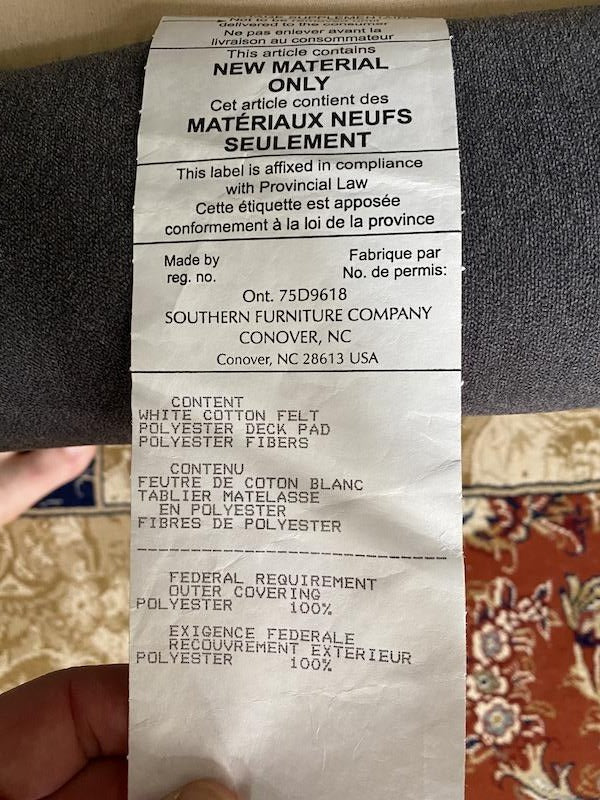 Not to be
delivered to the consumer
Ne pas enlever avant la
livraison au consommateur
This article contains
NEW MATERIAL
ONLY
Cet article contient des
MATÉRIAUX NEUFS
SEULEMENT
This label is affixed in compliance
with Provincial Law
Cette étiquette est apposée
conformement à la loi de la province
Made by
reg. no.
Fabrique par
No. de permis:
Ont. 75D9618
SOUTHERN FURNITURE COMPANY
CONOVER, NC
Conover, NC 28613 USA
CONTENT
WHITE COTTON FELT
POLYESTER DECK PAD
POLYESTER FIBERS
CONTENU
FEUTRE DE COTON BLANC
TABLIER MATELASSE
EN POLYESTER
FIBRES DE POLYESTER
FEDERAL REQUIREMENT
OUTER COVERING
POLYESTER 100%
EXIGENCE FEDERALE
RECOUVREMENT EXTERIEUR
POLYESTER 100%